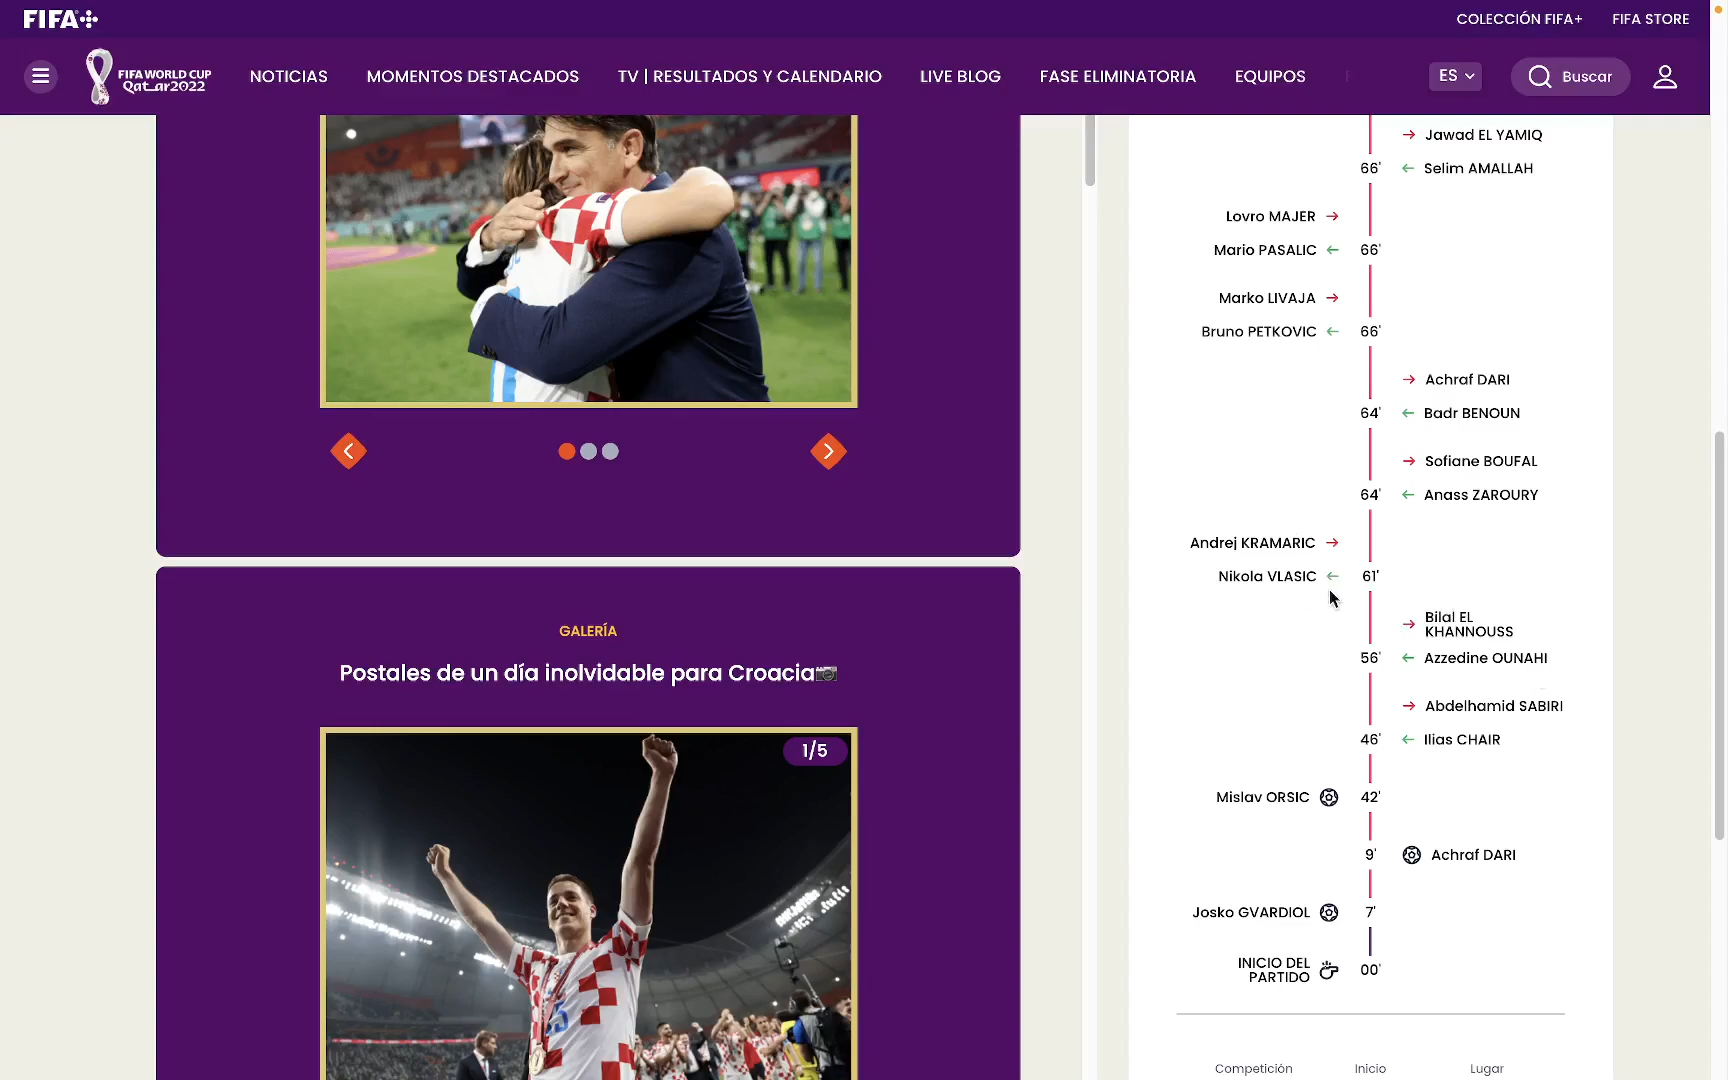 FIFA+
COLECCIÓN FIFA+
FIFA STORE
FIFA WORLD CUP
Qatar2022
NOTICIAS
MOMENTOS DESTACADOS
TV | RESULTADOS Y CALENDARIO
LIVE BLOG
FASE ELIMINATORIA
EQUIPOS
ES
Buscar
GALERÍA
Postales de un día inolvidable para Croacia
1/5
Jawad EL YAMIQ
66' Selim AMALLAH
Lovro MAJER
Mario PASALIC 66'
Marko LIVAJA
Bruno PETKOVIC 66'
Achraf DARI
64' Badr BENOUN
Sofiane BOUFAL
64' Anass ZAROURY
Andrej KRAMARIC
Nikola VLASIC 61'
Bilal EL
KHANNOUSS
56' Azzedine OUNAHI
Abdelhamid SABIRI
46' Ilias CHAIR
Mislav ORSIC 42'
9' Achraf DARI
Josko GVARDIOL 7'
INICIO DEL
PARTIDO 00'
Competición
Inicio
Lugar